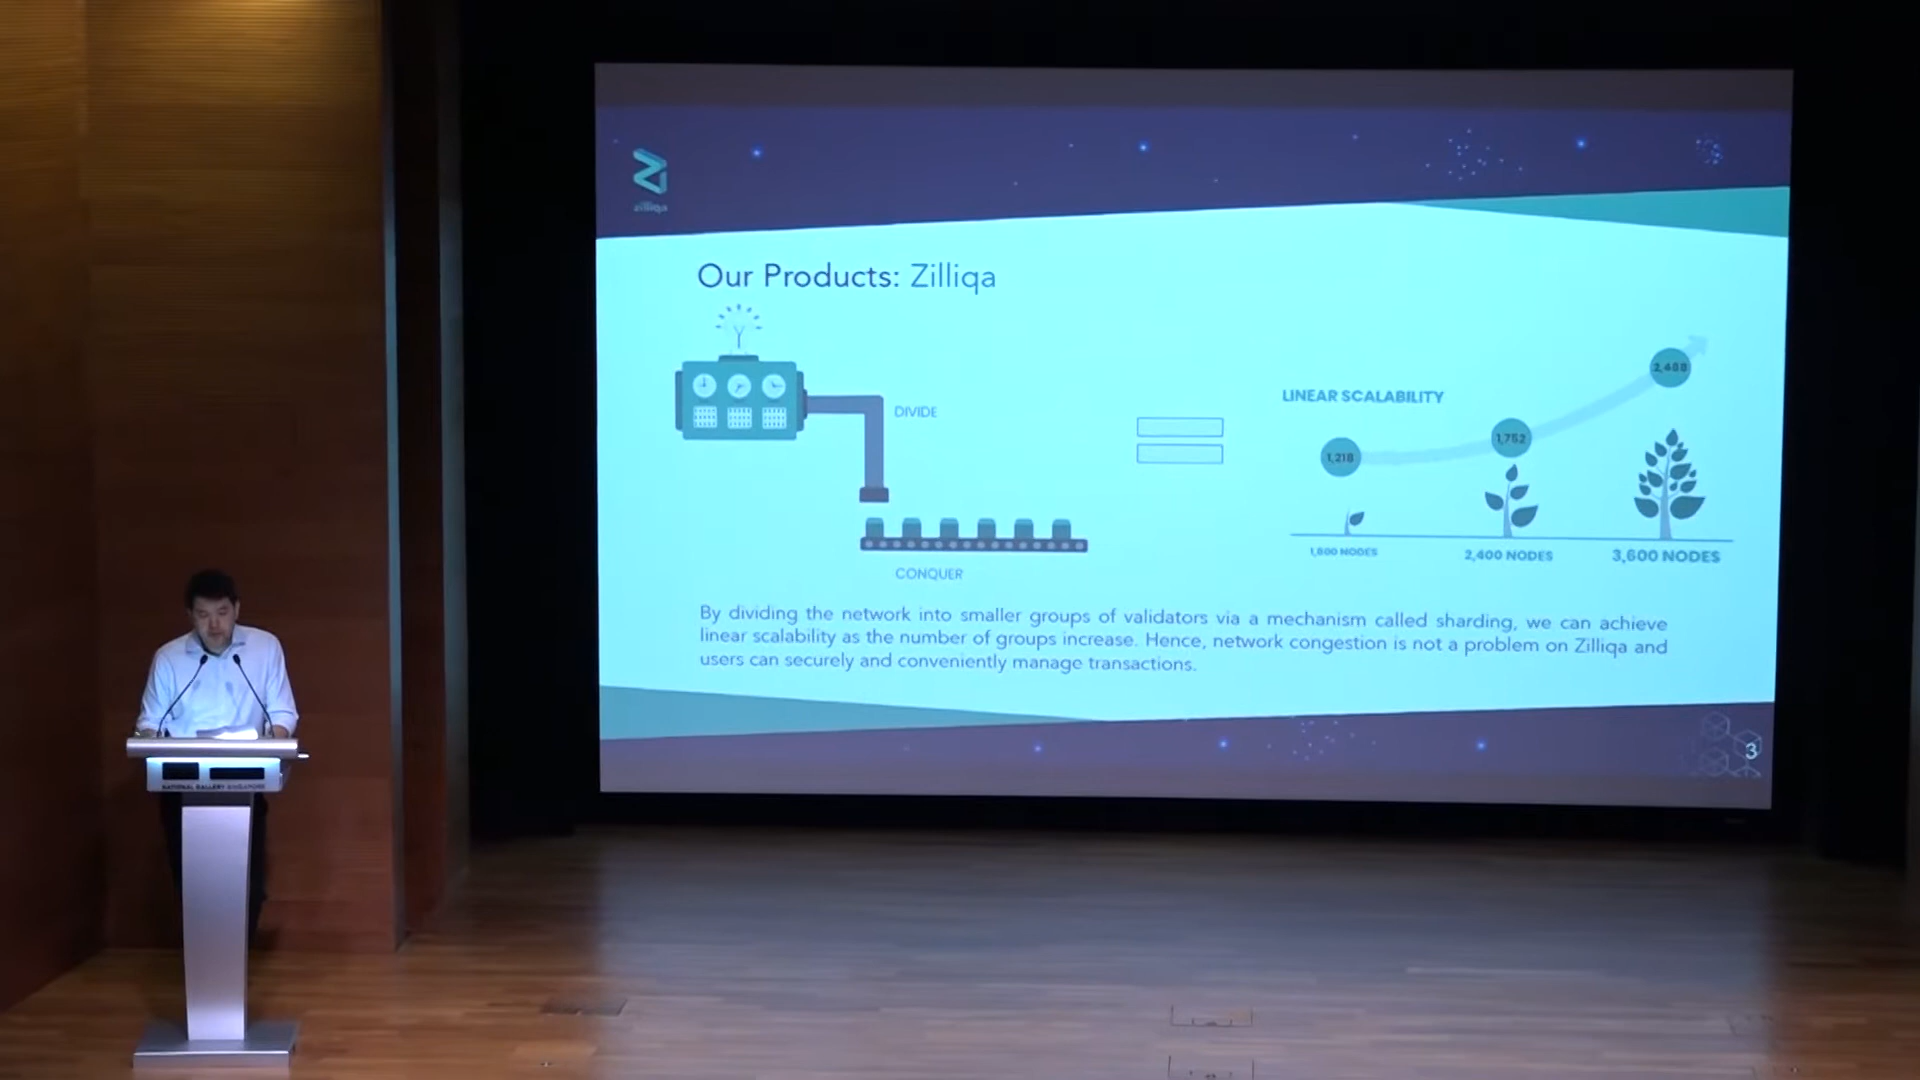 ZILLIQA
Our Products: Zilliqa
DIVIDE
CONQUER
LINEAR SCALABILITY
1,218
1,752
2,488
1,800 NODES
2,400 NODES
3,600 NODES
By dividing the network into smaller groups of validators via a mechanism called sharding, we can achieve
linear scalability as the number of groups increase. Hence, network congestion is not a problem on Zilliqa and
users can securely and conveniently manage transactions.
3
NATIONAL GALLERY SINGAPORE